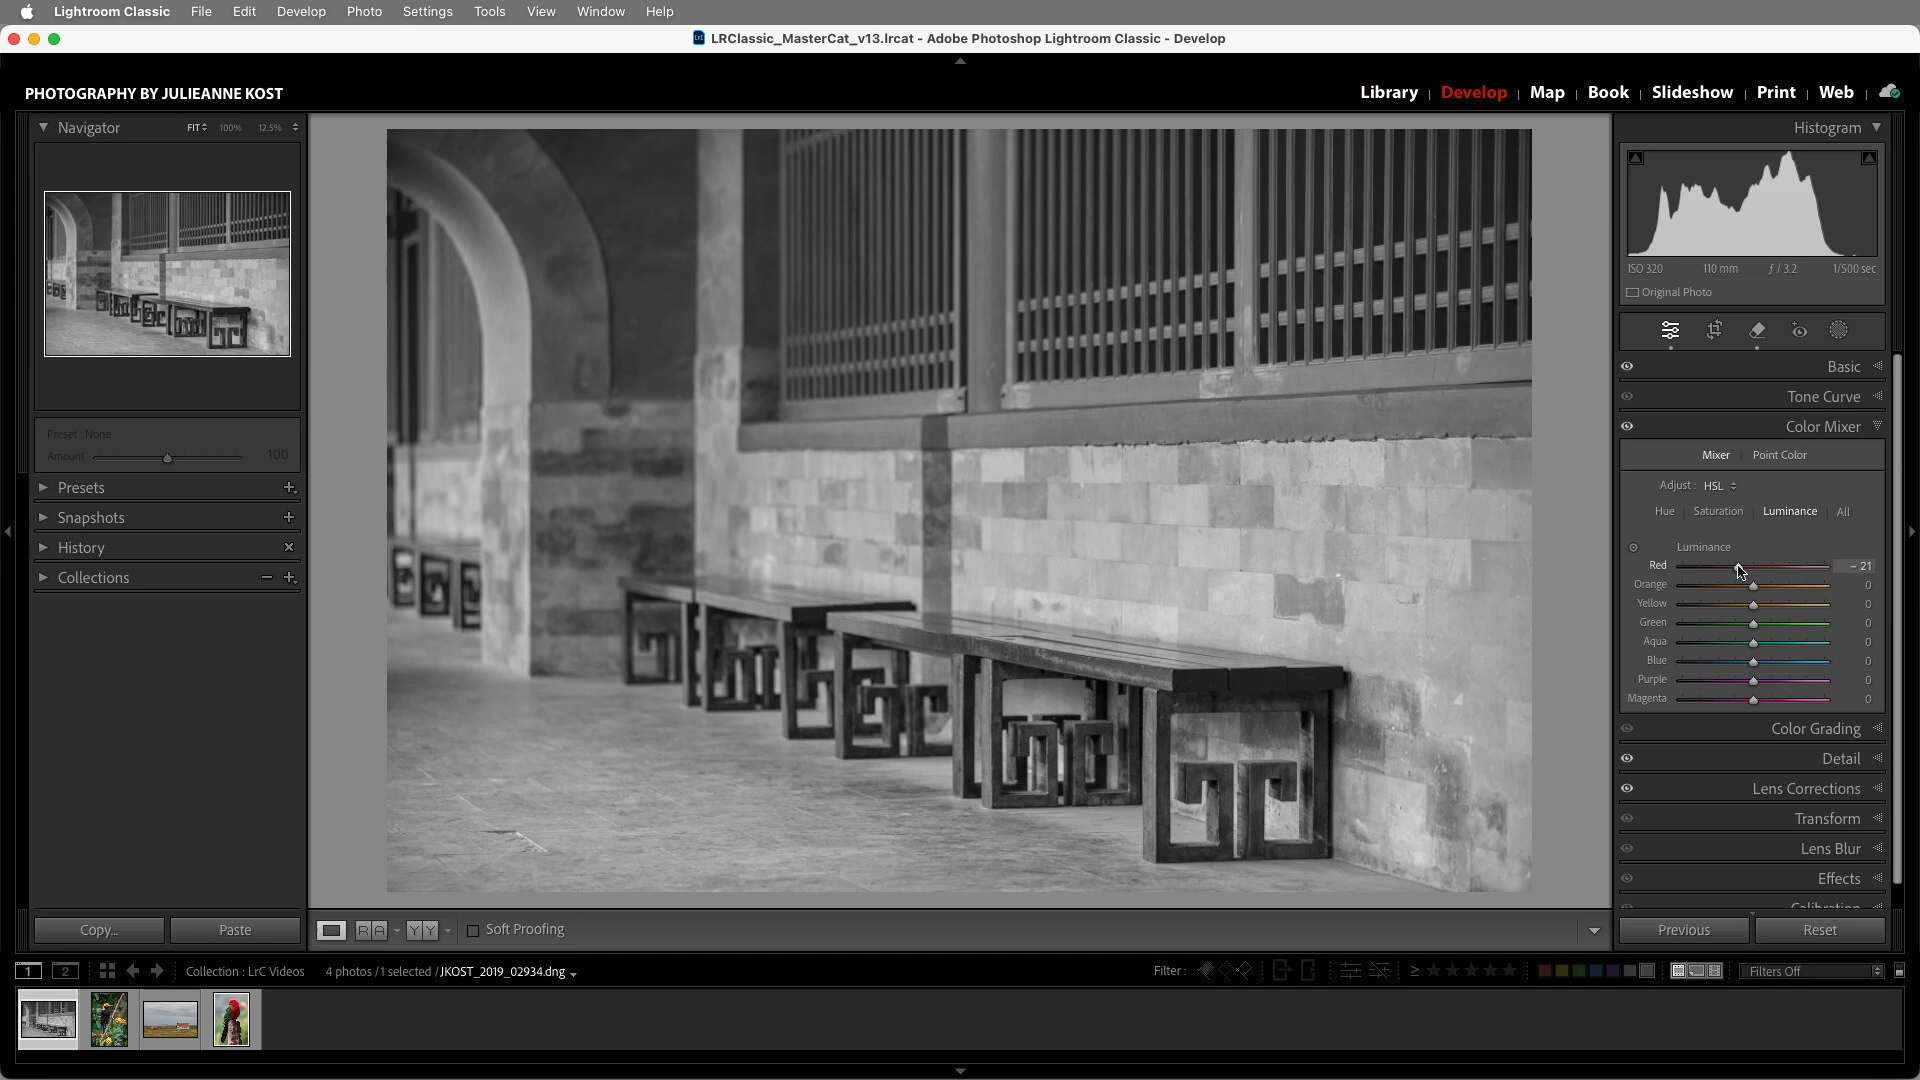 Lightroom Classic File Edit Develop Photo Settings Tools View Window Help
LrC LRClassic_MasterCat_v13.lrcat - Adobe Photoshop Lightroom Classic - Develop
PHOTOGRAPHY BY JULIEANNE KOST
Library | Develop | Map | Book | Slideshow | Print | Web |
Navigator FIT 100% 12.5%
Preset : None
Amount 100
Presets
Snapshots
History
Collections
Copy... Paste
RA YY Soft Proofing
Histogram
ISO 320 110 mm ƒ / 3.2 1/500 sec
Original Photo
Basic
Tone Curve
Color Mixer
Mixer Point Color
Adjust : HSL
Hue Saturation Luminance All
Luminance
Red – 21
Orange 0
Yellow 0
Green 0
Aqua 0
Blue 0
Purple 0
Magenta 0
Color Grading
Detail
Lens Corrections
Transform
Lens Blur
Effects
Calibration
Previous Reset
1 2 Collection : LrC Videos 4 photos / 1 selected / JKOST_2019_02934.dng Filter : ≥ Filters Off